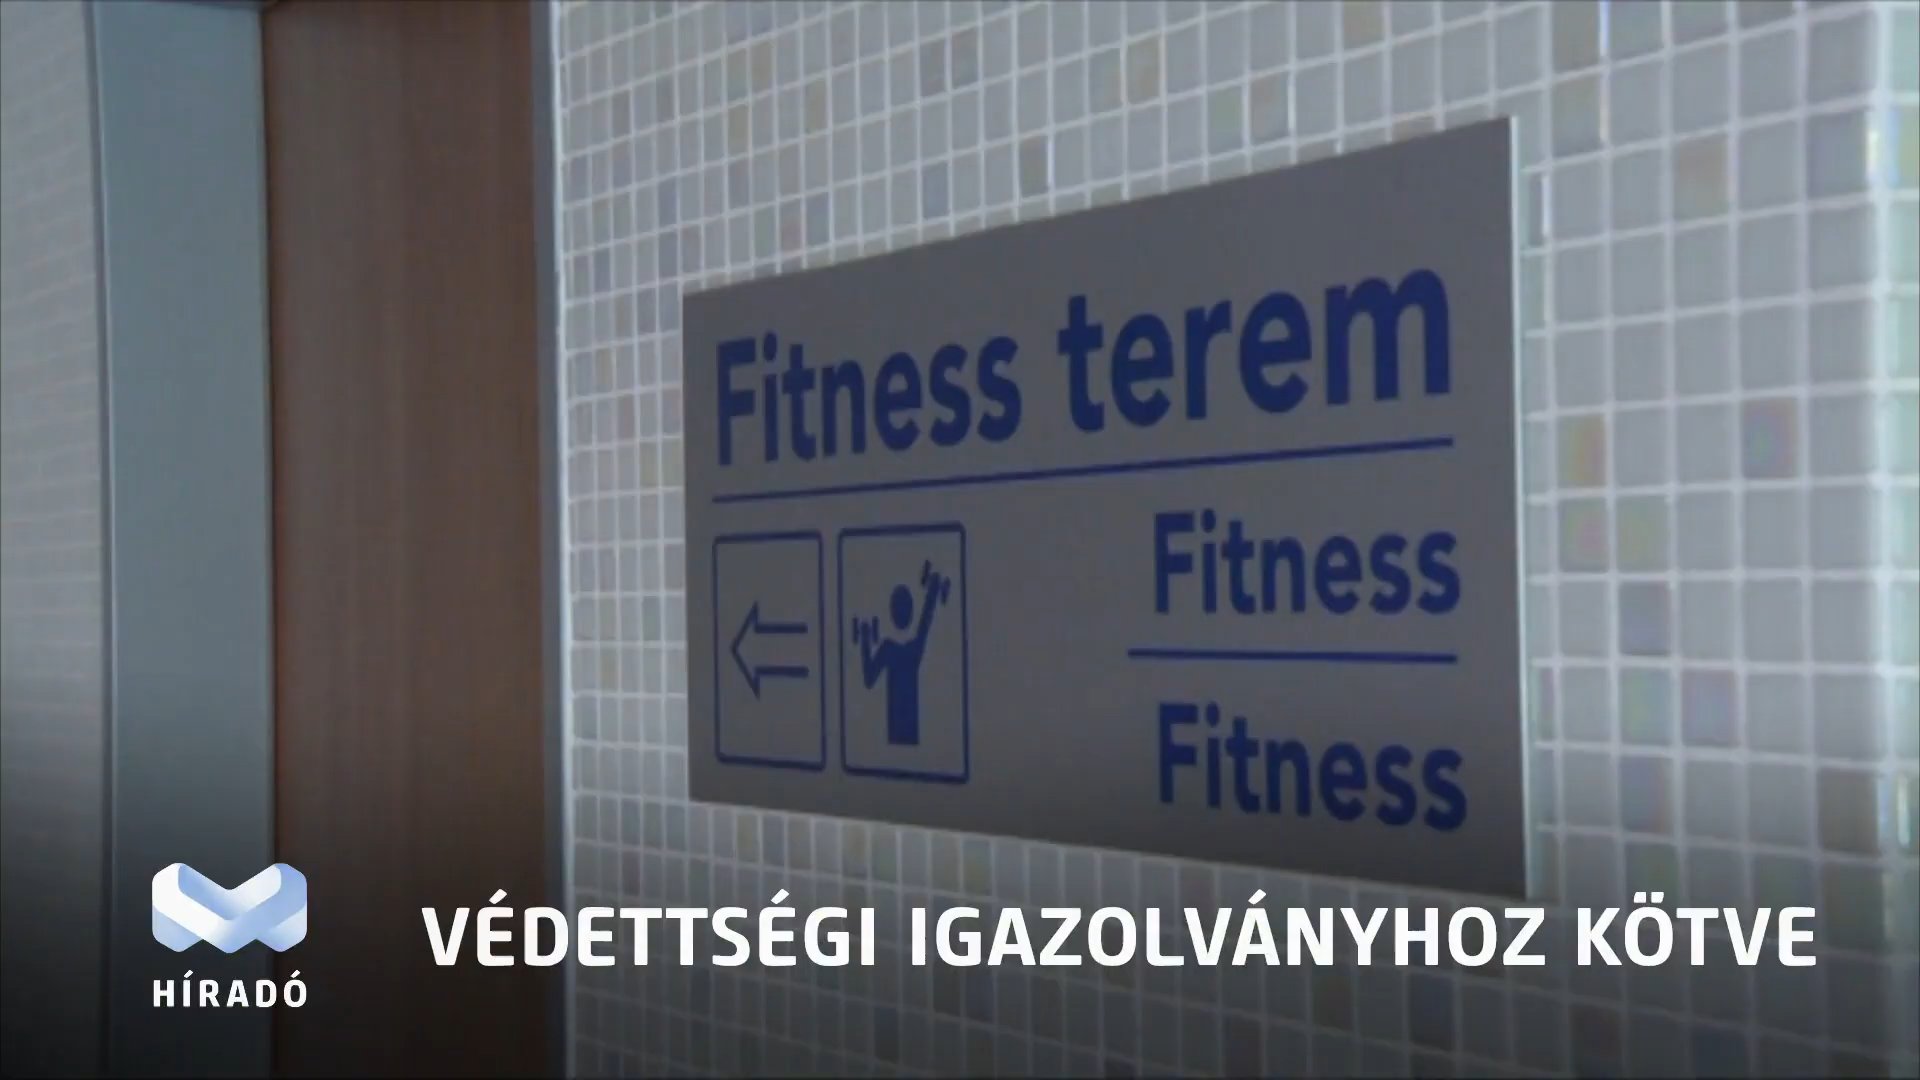 Fitness terem
Fitness
Fitness
VÉDETTSÉGI IGAZOLVÁNYHOZ KÖTVE
HÍRADÓ